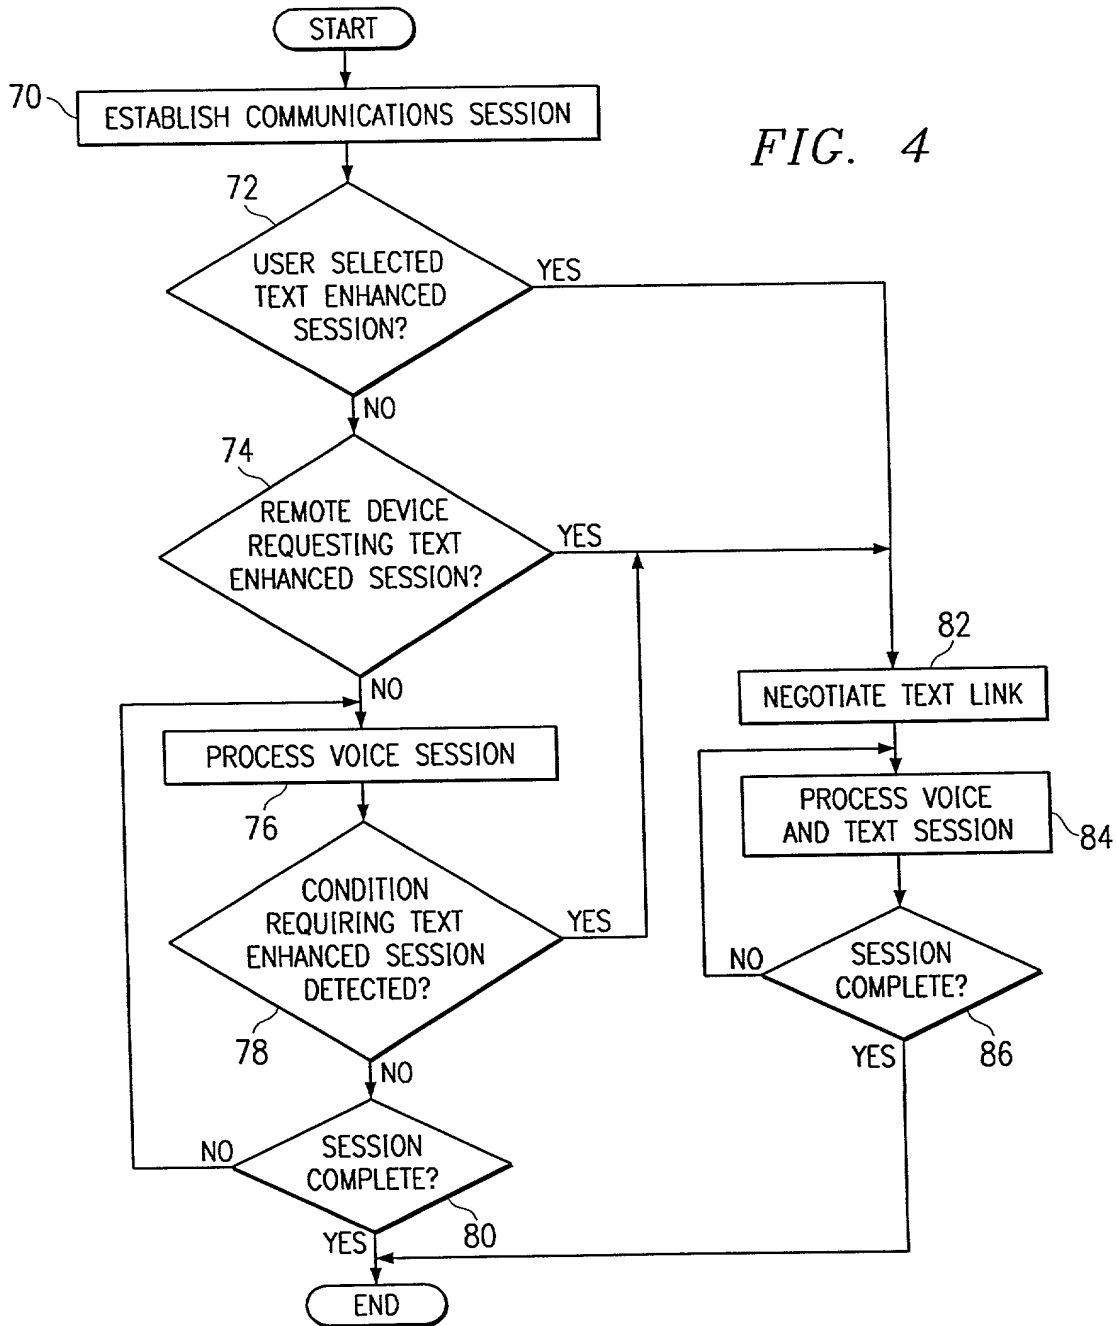 START
70
ESTABLISH COMMUNICATIONS SESSION
FIG. 4
72
USER SELECTED
TEXT ENHANCED
SESSION?
YES
NO
74
REMOTE DEVICE
REQUESTING TEXT
ENHANCED SESSION?
YES
NO
82
NEGOTIATE TEXT LINK
PROCESS VOICE SESSION
76
PROCESS VOICE
AND TEXT SESSION
84
CONDITION
REQUIRING TEXT
ENHANCED SESSION
DETECTED?
YES
78
NO
SESSION
COMPLETE?
NO
86
YES
NO
SESSION
COMPLETE?
80
YES
END